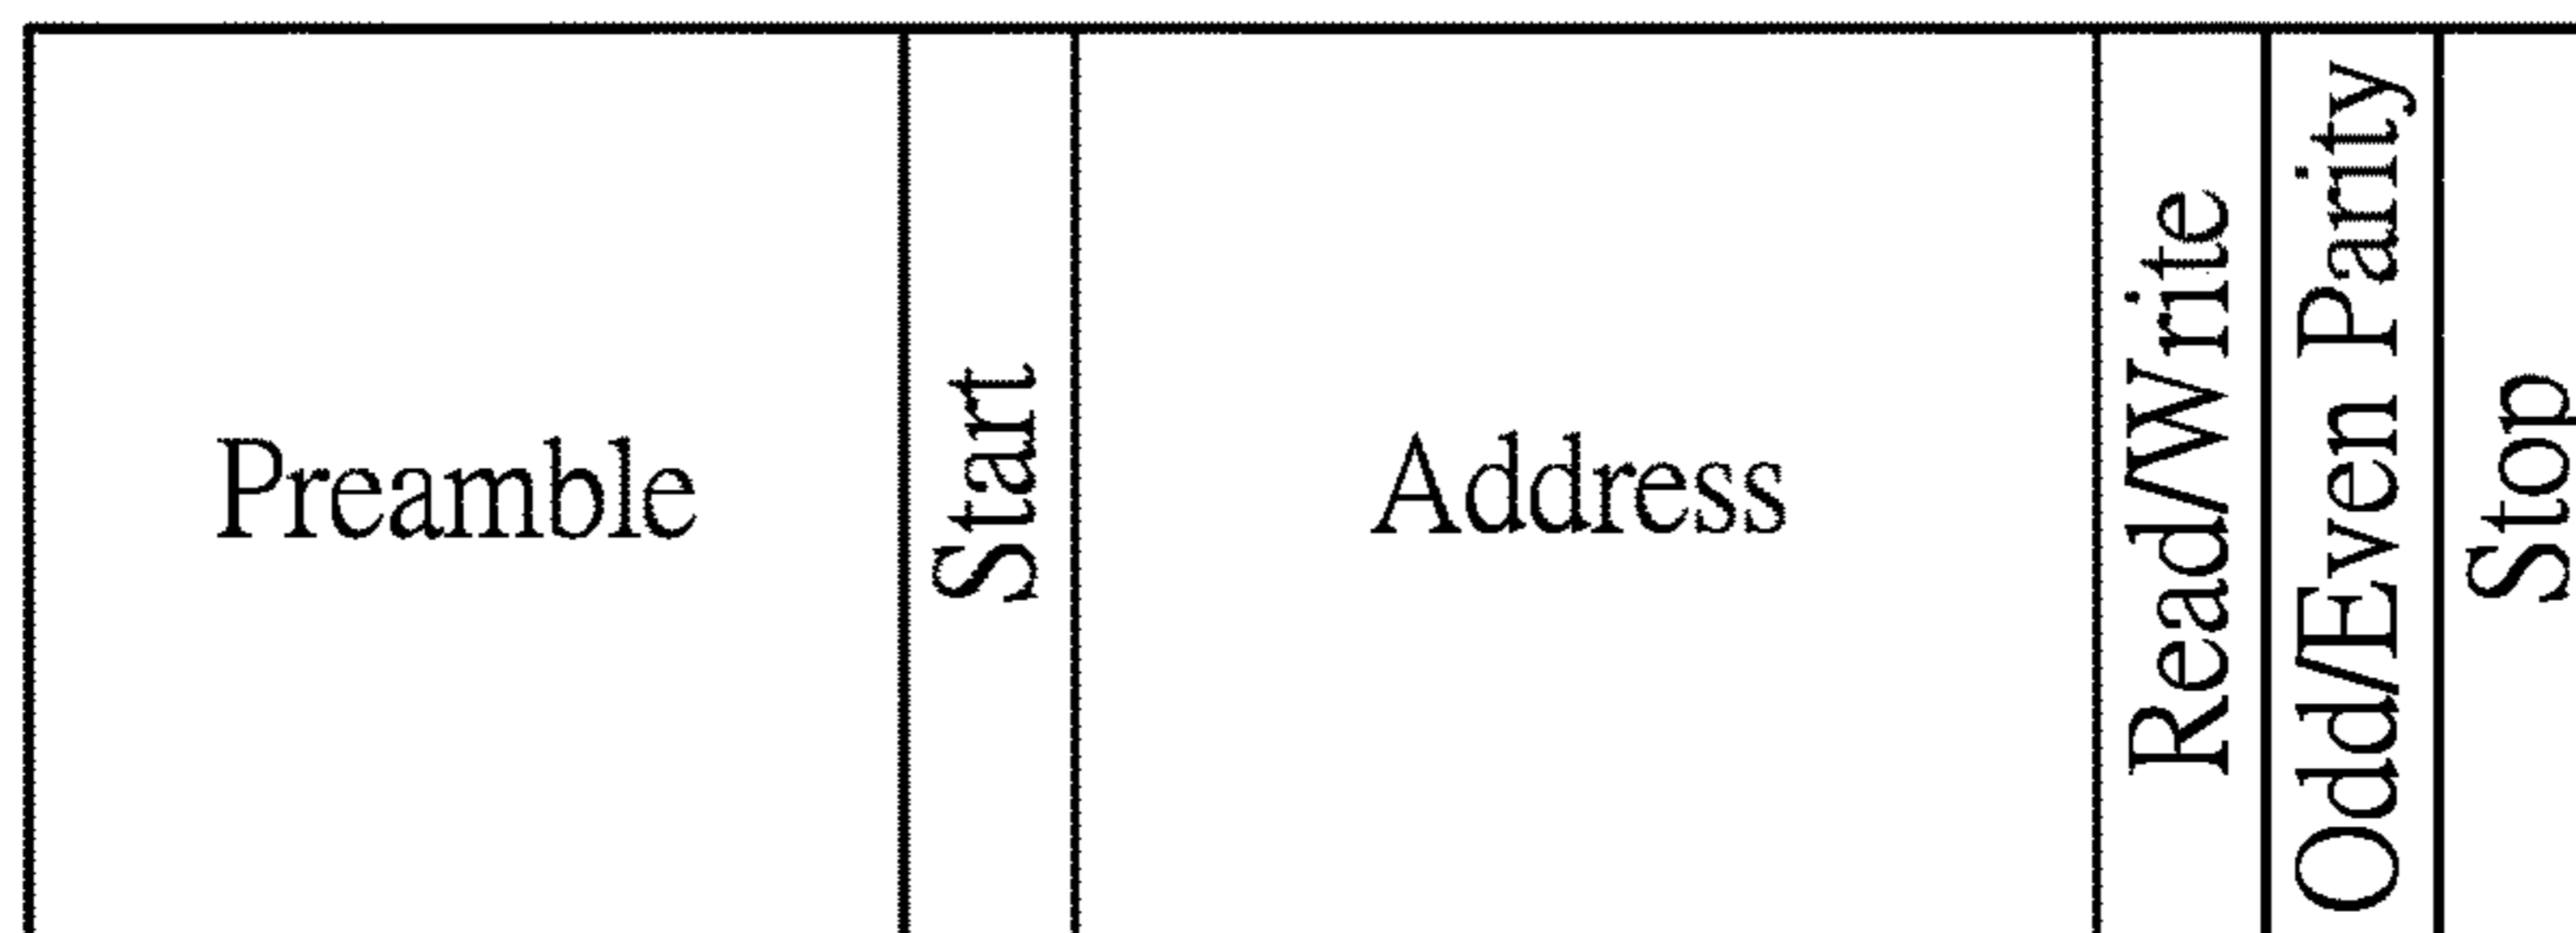 Preamble
Start
Address
Read/Write
Odd/Even Parity
Stop